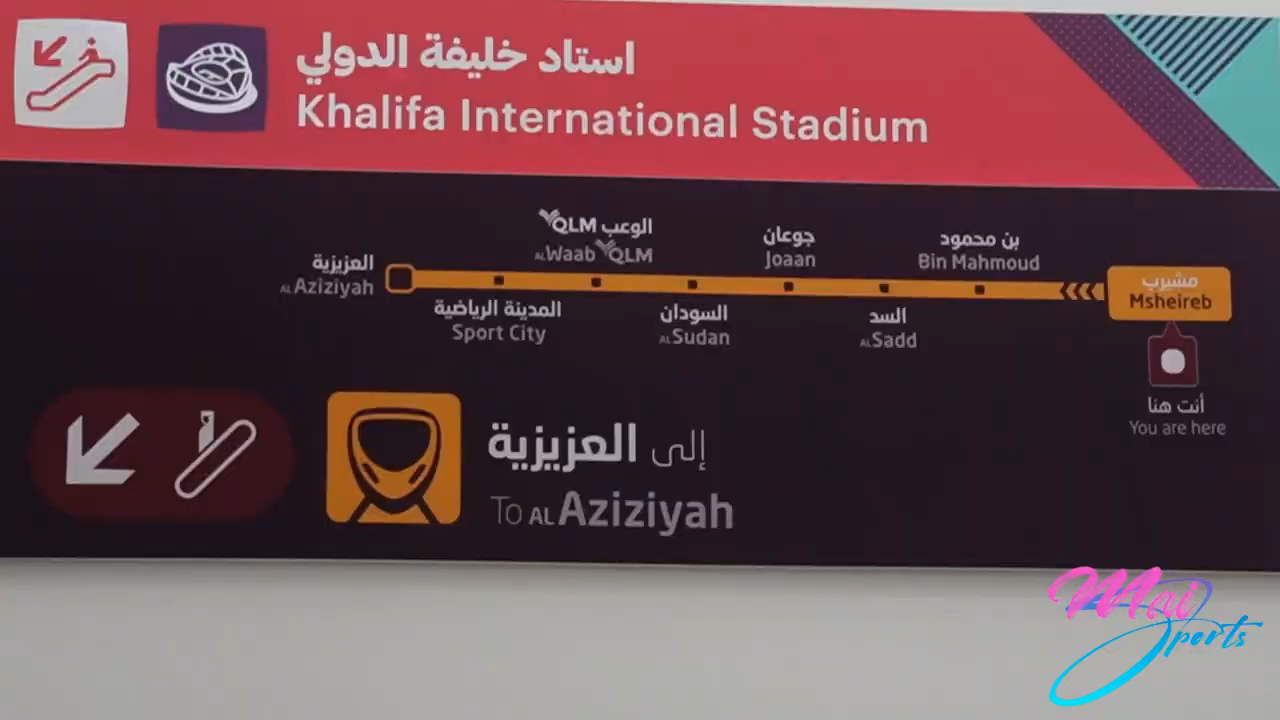 استاد خليفة الدولي
Khalifa International Stadium
العزيزية
AL Aziziyah
المدينة الرياضية
Sport City
الوعب QLM
AL Waab QLM
السودان
AL Sudan
جوعان
Joaan
السد
AL Sadd
بن محمود
Bin Mahmoud
مشيرب
Msheireb
أنت هنا
You are here
إلى العزيزية
To AL Aziziyah
Mai
Sports